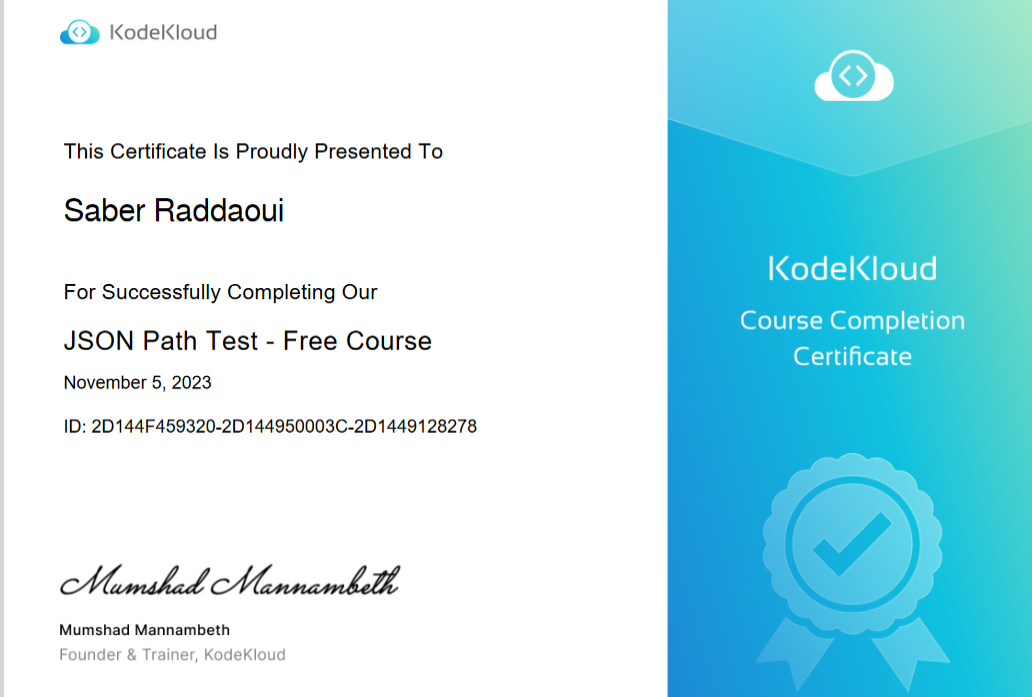 KodeKloud
This Certificate Is Proudly Presented To
Saber Raddaoui
For Successfully Completing Our
JSON Path Test - Free Course
November 5, 2023
ID: 2D144F459320-2D144950003C-2D1449128278
Mumshad Mannambeth
Mumshad Mannambeth
Founder & Trainer, KodeKloud
KodeKloud
Course Completion
Certificate